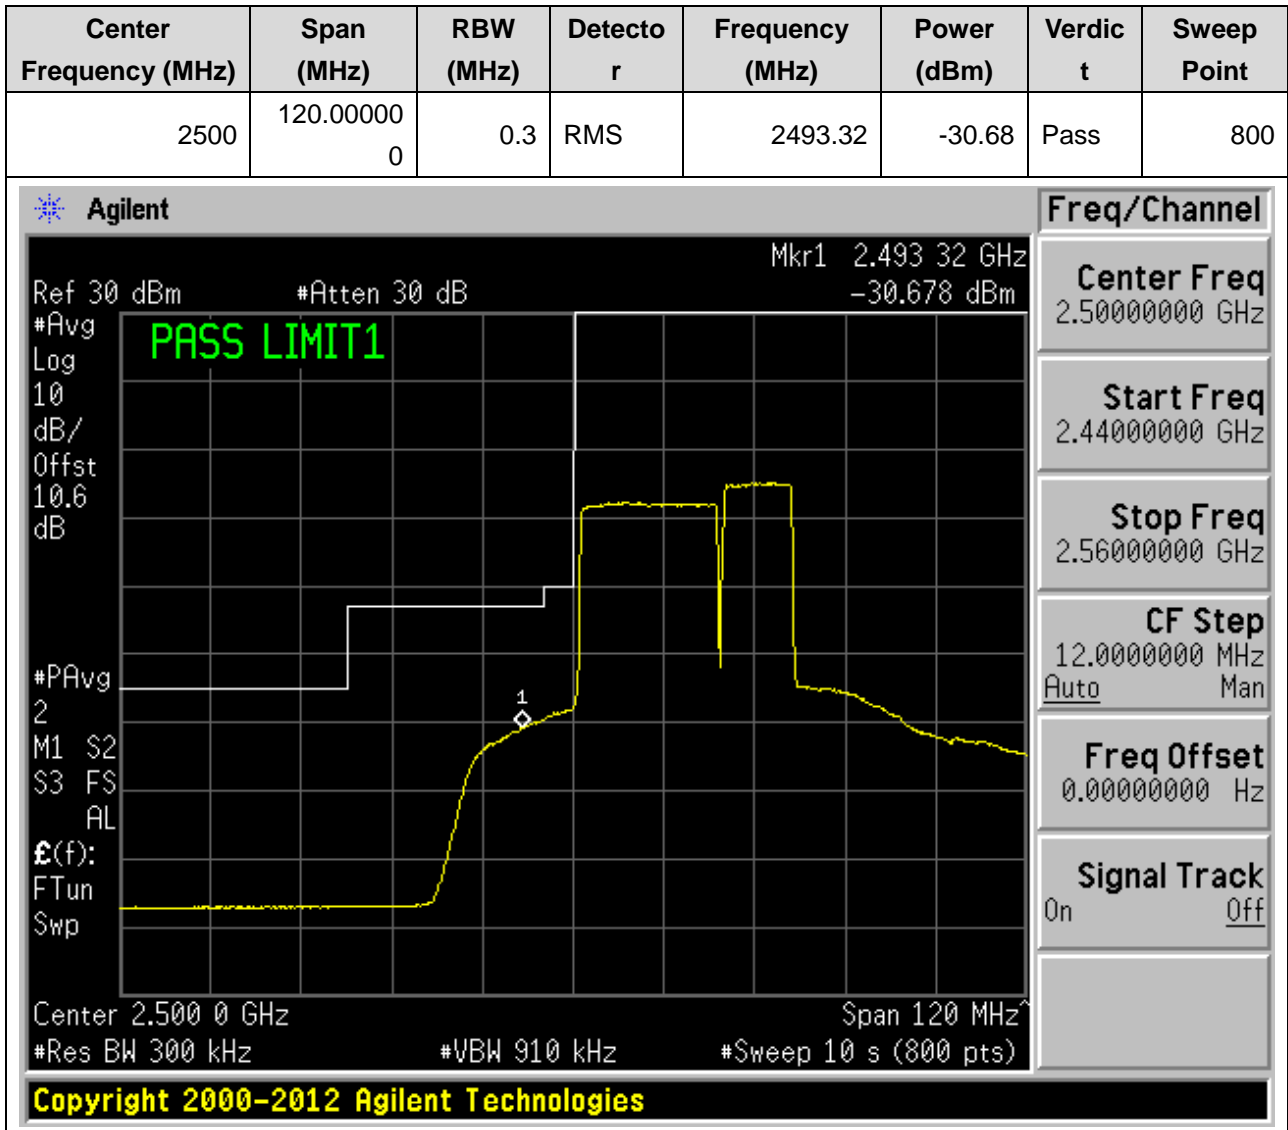 Center Frequency (MHz) Span (MHz) RBW (MHz) Detecto r Frequency (MHz) Power (dBm) Verdic t Sweep Point
2500 120.00000 0 0.3 RMS 2493.32 -30.68 Pass 800
Agilent
Mkr1 2.493 32 GHz
Ref 30 dBm #Atten 30 dB -30.678 dBm
#Avg
Log
10
dB/
Offst
10.6
dB
PASS LIMIT1
#PAvg
2
M1 S2
S3 FS
AL
£(f):
FTun
Swp
1
Center 2.500 0 GHz Span 120 MHz^
#Res BW 300 kHz #VBW 910 kHz #Sweep 10 s (800 pts)
Copyright 2000-2012 Agilent Technologies
Freq/Channel
Center Freq
2.50000000 GHz
Start Freq
2.44000000 GHz
Stop Freq
2.56000000 GHz
CF Step
12.0000000 MHz
Auto Man
Freq Offset
0.00000000 Hz
Signal Track
On Off